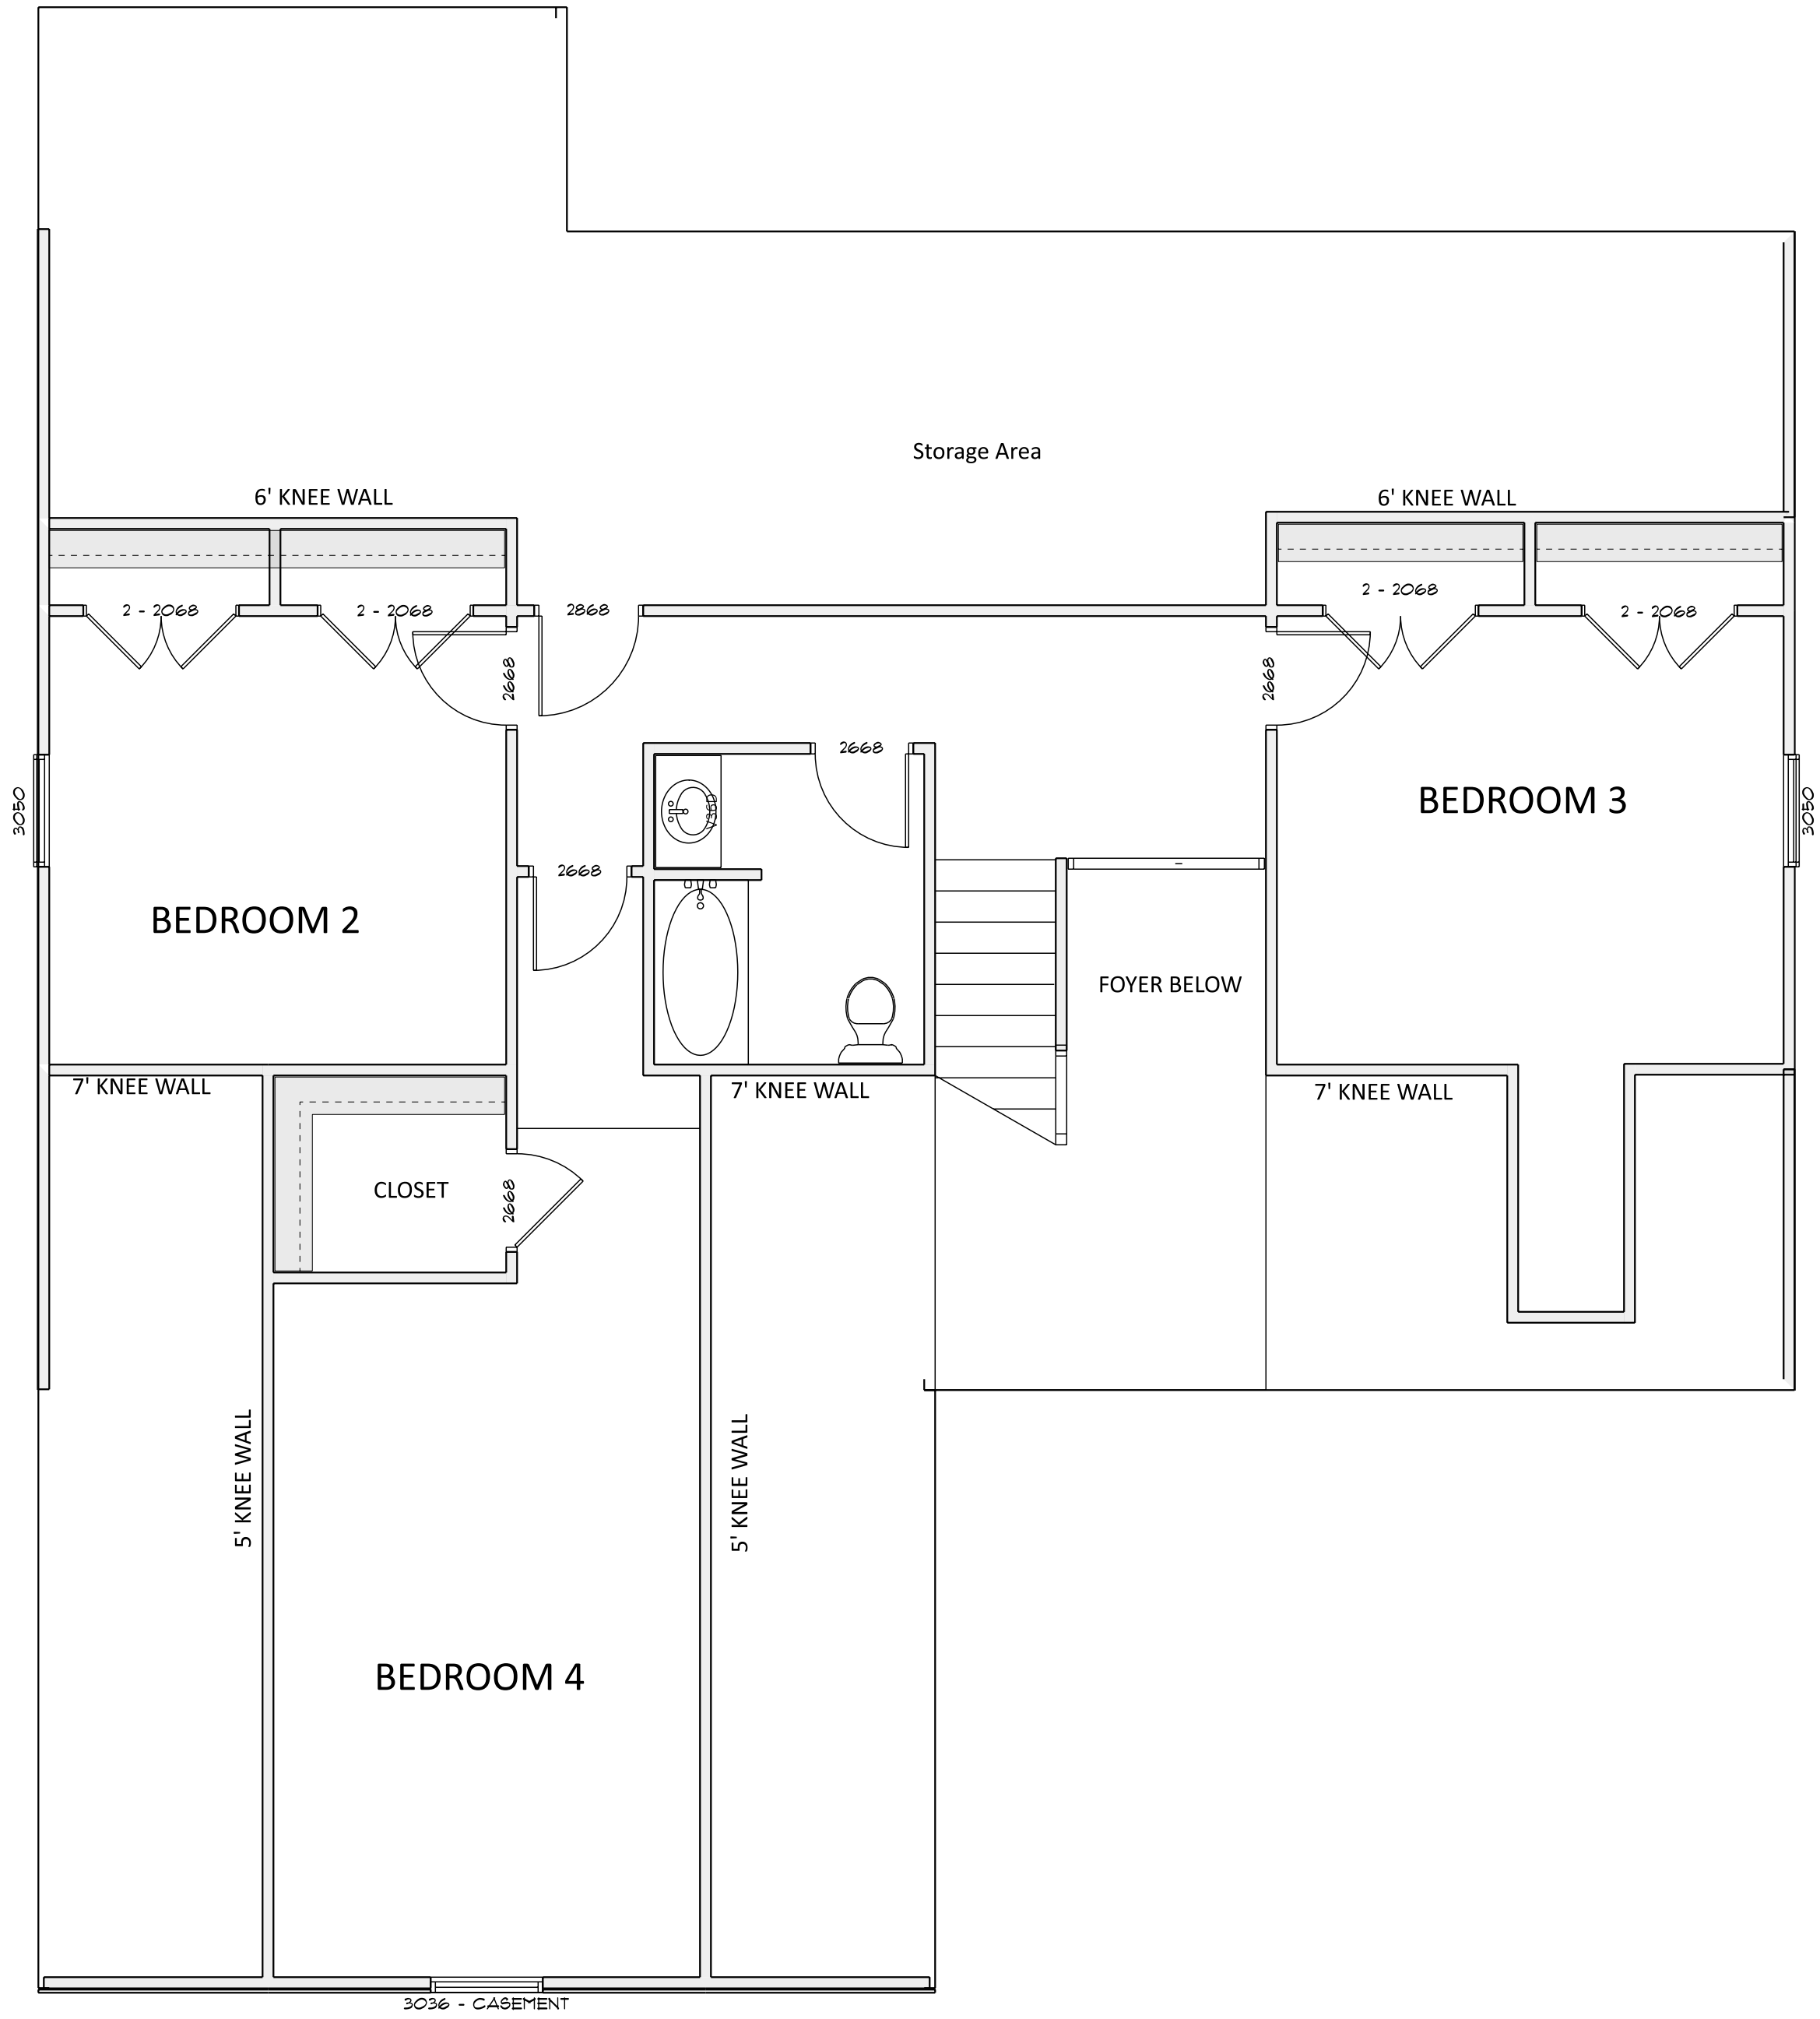 Storage Area
6' KNEE WALL
6' KNEE WALL
2 - 2068
2 - 2068
2868
2 - 2068
2 - 2068
2668
2668
2668
3050
V36D
BEDROOM 3
3050
2668
BEDROOM 2
FOYER BELOW
7' KNEE WALL
7' KNEE WALL
7' KNEE WALL
CLOSET
2668
5' KNEE WALL
5' KNEE WALL
BEDROOM 4
3036 - CASEMENT